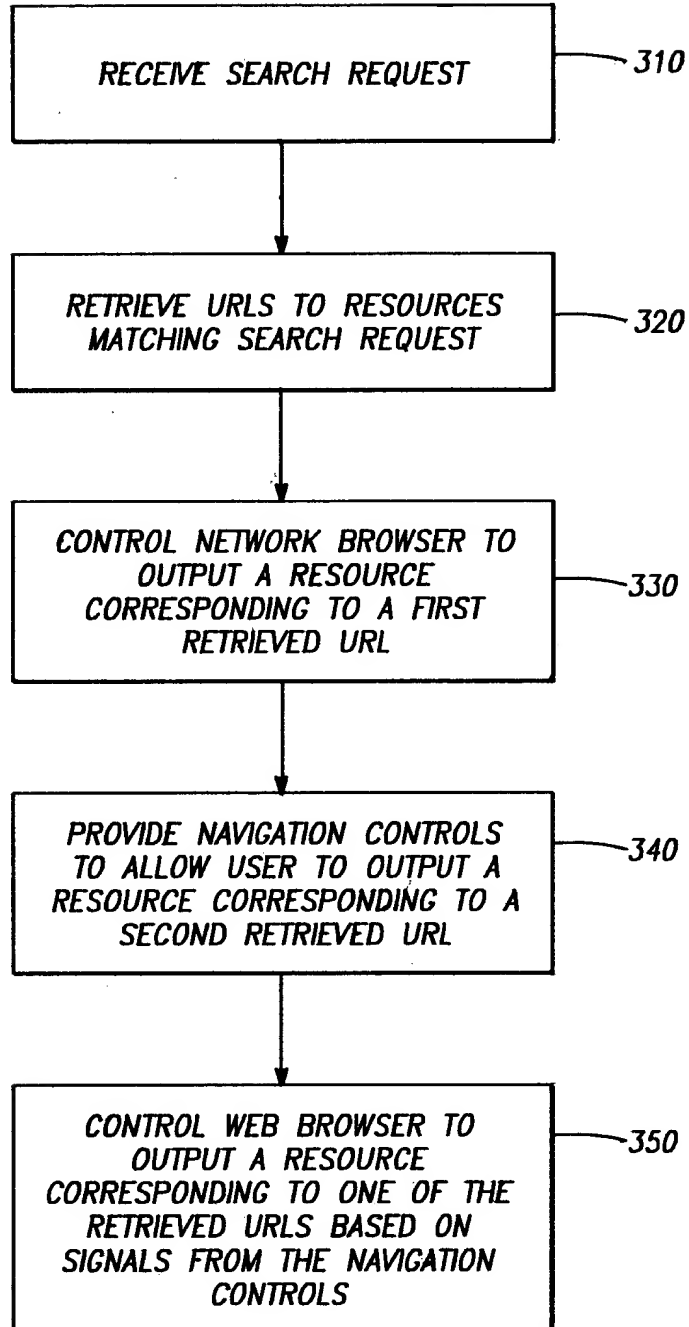 RECEIVE SEARCH REQUEST
310
RETRIEVE URLS TO RESOURCES
MATCHING SEARCH REQUEST
320
CONTROL NETWORK BROWSER TO
OUTPUT A RESOURCE
CORRESPONDING TO A FIRST
RETRIEVED URL
330
PROVIDE NAVIGATION CONTROLS
TO ALLOW USER TO OUTPUT A
RESOURCE CORRESPONDING TO A
SECOND RETRIEVED URL
340
CONTROL WEB BROWSER TO
OUTPUT A RESOURCE
CORRESPONDING TO ONE OF THE
RETRIEVED URLS BASED ON
SIGNALS FROM THE NAVIGATION
CONTROLS
350